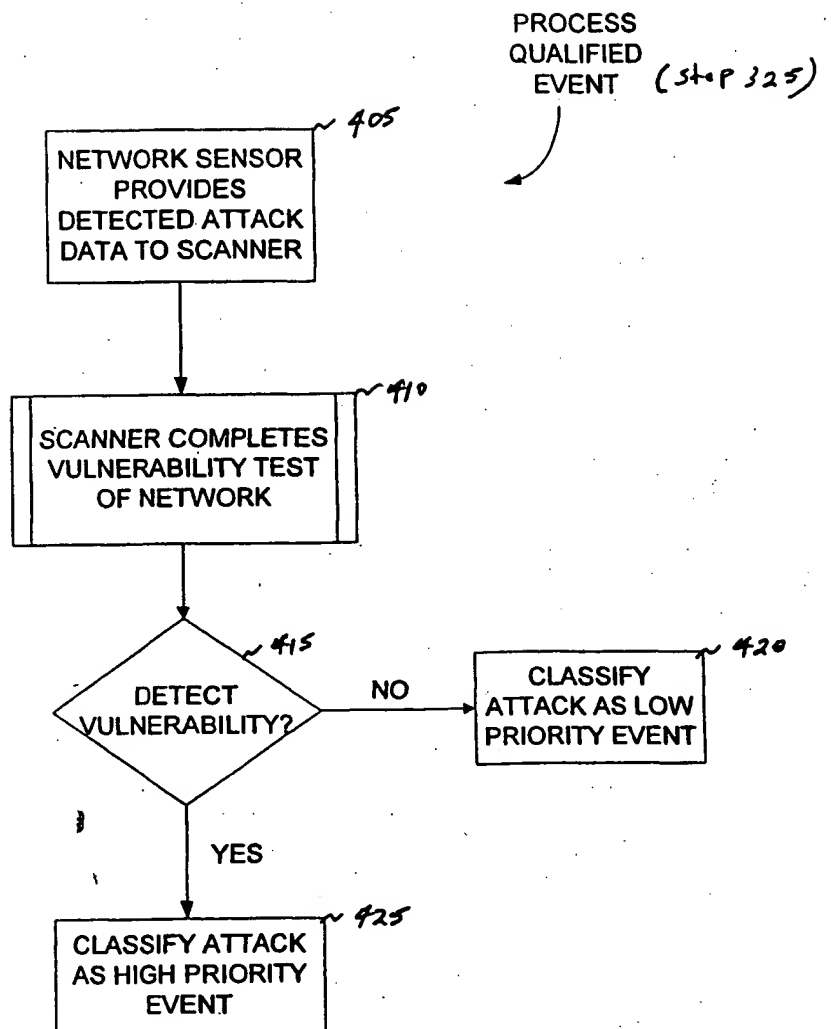 PROCESS
QUALIFIED
EVENT (step 325)
405
NETWORK SENSOR
PROVIDES
DETECTED ATTACK
DATA TO SCANNER
410
SCANNER COMPLETES
VULNERABILITY TEST
OF NETWORK
415
DETECT
VULNERABILITY?
NO
420
CLASSIFY
ATTACK AS LOW
PRIORITY EVENT
YES
425
CLASSIFY ATTACK
AS HIGH PRIORITY
EVENT